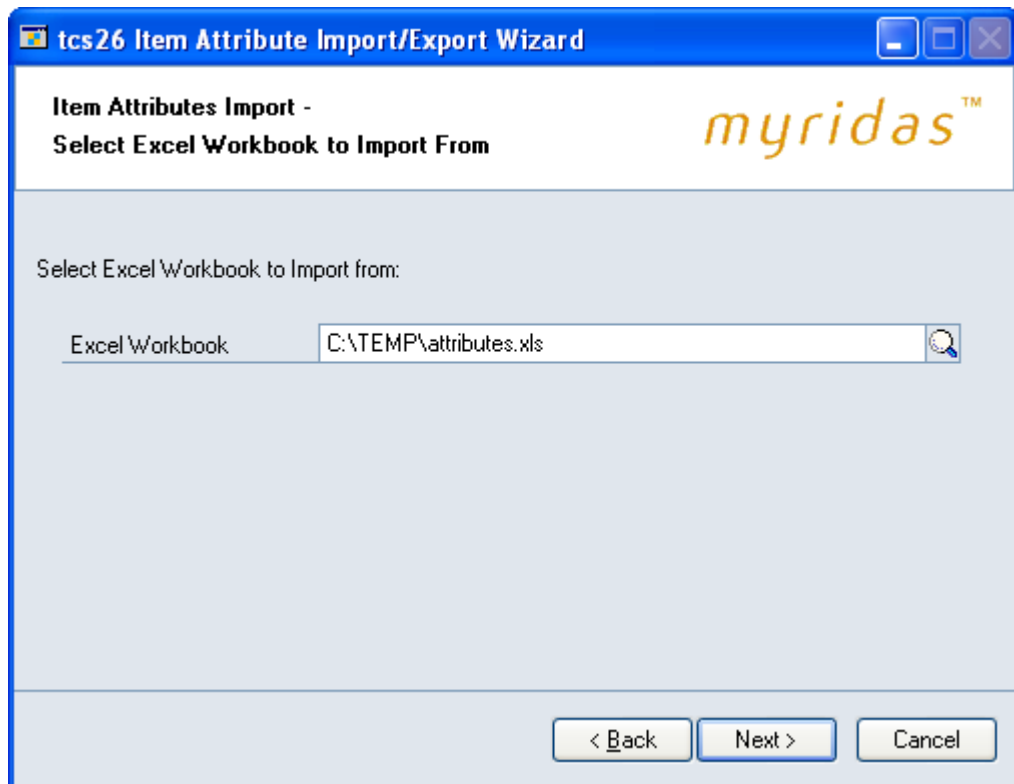 tcs26 Item Attribute Import/Export Wizard
Item Attributes Import -
Select Excel Workbook to Import From
myridas™
Select Excel Workbook to Import from:
Excel Workbook C:\TEMP\attributes.xls
< Back Next > Cancel